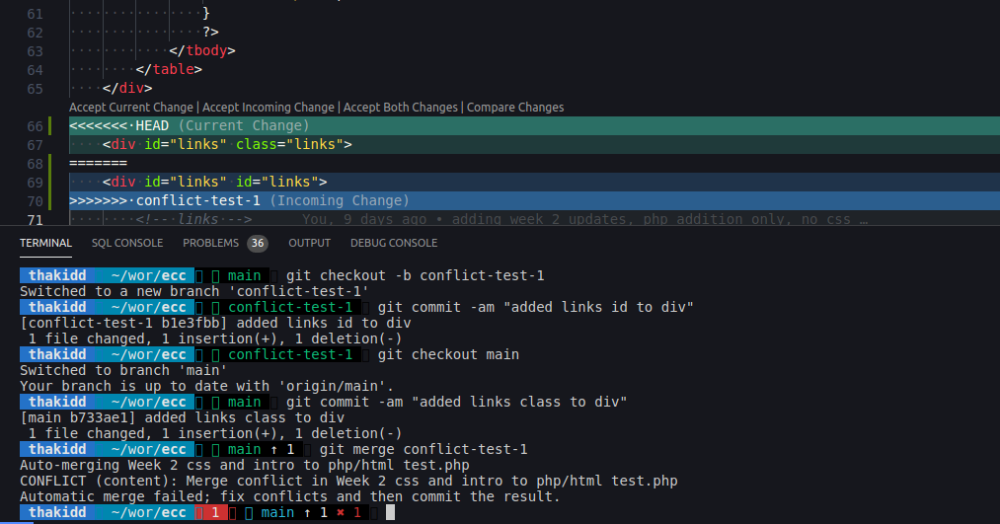 61 }
62 ?>
63 </tbody>
64 </table>
65 </div>
Accept Current Change | Accept Incoming Change | Accept Both Changes | Compare Changes
66 <<<<<<< HEAD (Current Change)
67 <div id="links" class="links">
68 =======
69 <div id="links" id="links">
70 >>>>>>> conflict-test-1 (Incoming Change)
71 <!-- links --> You, 9 days ago • adding week 2 updates, php addition only, no css …
TERMINAL SQL CONSOLE PROBLEMS 36 OUTPUT DEBUG CONSOLE
thakidd ~/wor/ecc main git checkout -b conflict-test-1
Switched to a new branch 'conflict-test-1'
thakidd ~/wor/ecc conflict-test-1 git commit -am "added links id to div"
[conflict-test-1 b1e3fbb] added links id to div
1 file changed, 1 insertion(+), 1 deletion(-)
thakidd ~/wor/ecc conflict-test-1 git checkout main
Switched to branch 'main'
Your branch is up to date with 'origin/main'.
thakidd ~/wor/ecc main git commit -am "added links class to div"
[main b733ae1] added links class to div
1 file changed, 1 insertion(+), 1 deletion(-)
thakidd ~/wor/ecc main ↑ 1 git merge conflict-test-1
Auto-merging Week 2 css and intro to php/html test.php
CONFLICT (content): Merge conflict in Week 2 css and intro to php/html test.php
Automatic merge failed; fix conflicts and then commit the result.
thakidd ~/wor/ecc 1 main ↑ 1 ✖ 1